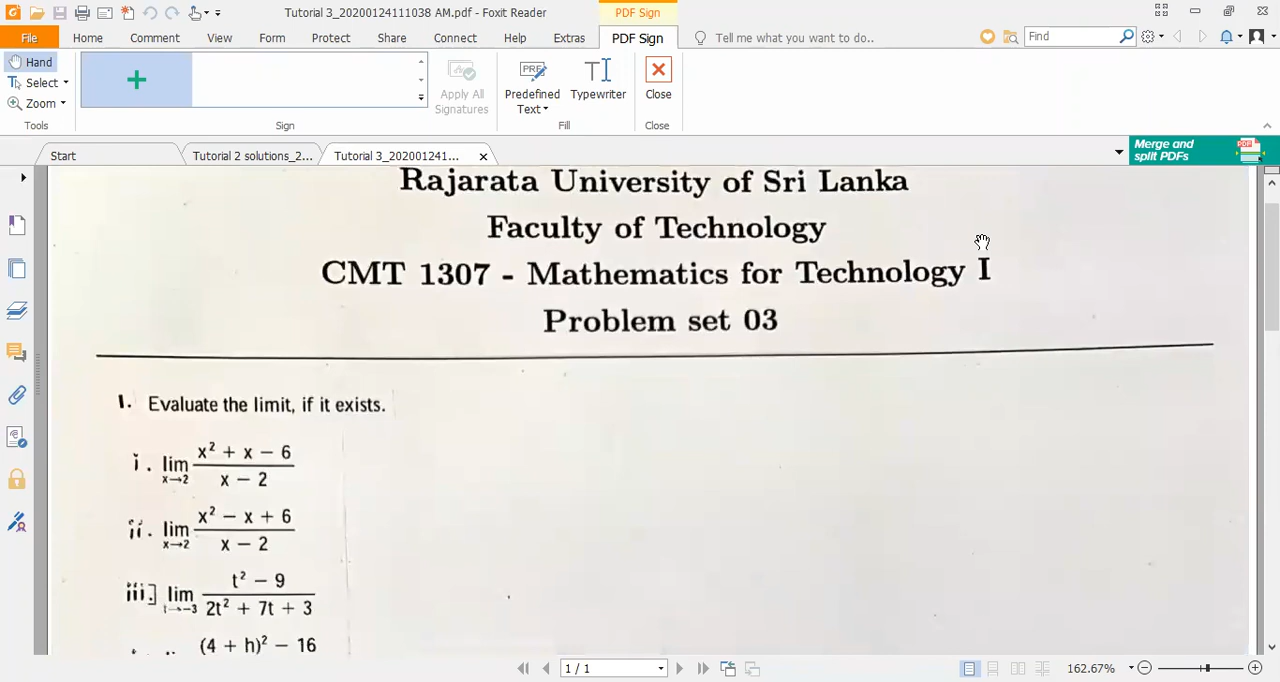 Tutorial 3_20200124111038 AM.pdf - Foxit Reader
PDF Sign
File
Home
Comment
View
Form
Protect
Share
Connect
Help
Extras
PDF Sign
Tell me what you want to do..
Find
Hand
Select
Zoom
Tools
Sign
Apply All
Signatures
PRE
Predefined
Text
Typewriter
Fill
Close
Close
Start
Tutorial 2 solutions_2...
Tutorial 3_202001241...
Merge and
split PDFs
PDF
Rajarata University of Sri Lanka
Faculty of Technology
CMT 1307 - Mathematics for Technology I
Problem set 03
1. Evaluate the limit, if it exists.
i. lim x→2 (x² + x − 6)/(x − 2)
ii. lim x→2 (x² − x + 6)/(x − 2)
iii] lim t→−3 (t² − 9)/(2t² + 7t + 3)
(4 + h)² − 16
1 / 1
162.67%